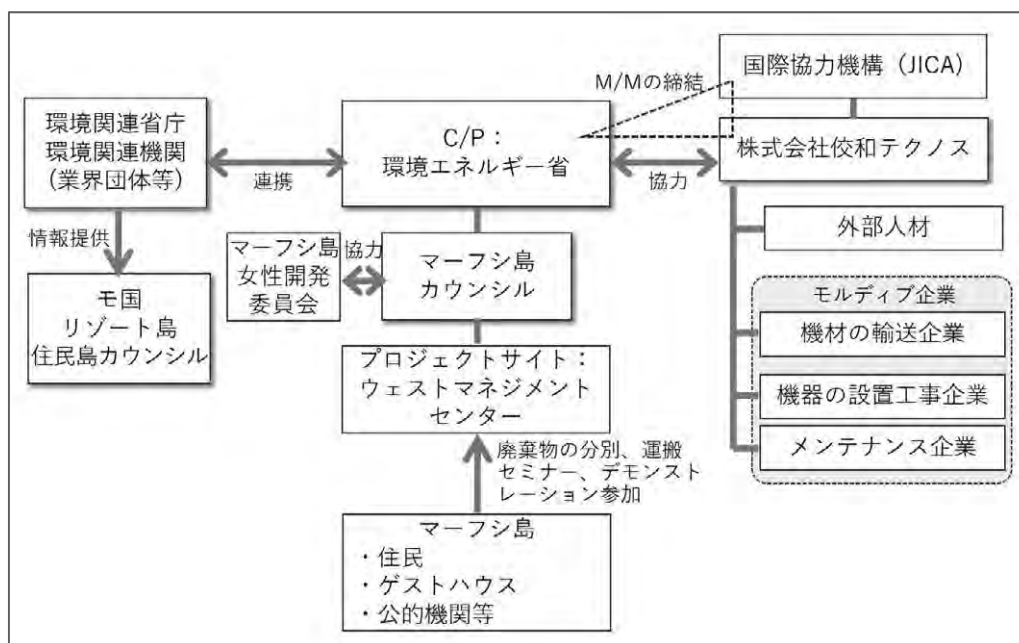 国際協力機構（JICA）
M/Mの締結
環境関連省庁
環境関連機関
（業界団体等）
C/P：
環境エネルギー省
株式会社佼和テクノス
連携
協力
外部人材
情報提供
マーフシ島
女性開発
委員会
協力
マーフシ島
カウンシル
モルディブ企業
機材の輸送企業
モ国
リゾート島
住民島カウンシル
プロジェクトサイト：
ウェストマネジメント
センター
機器の設置工事企業
メンテナンス企業
廃棄物の分別、運搬
セミナー、デモンスト
レーション参加
マーフシ島
・住民
・ゲストハウス
・公的機関等